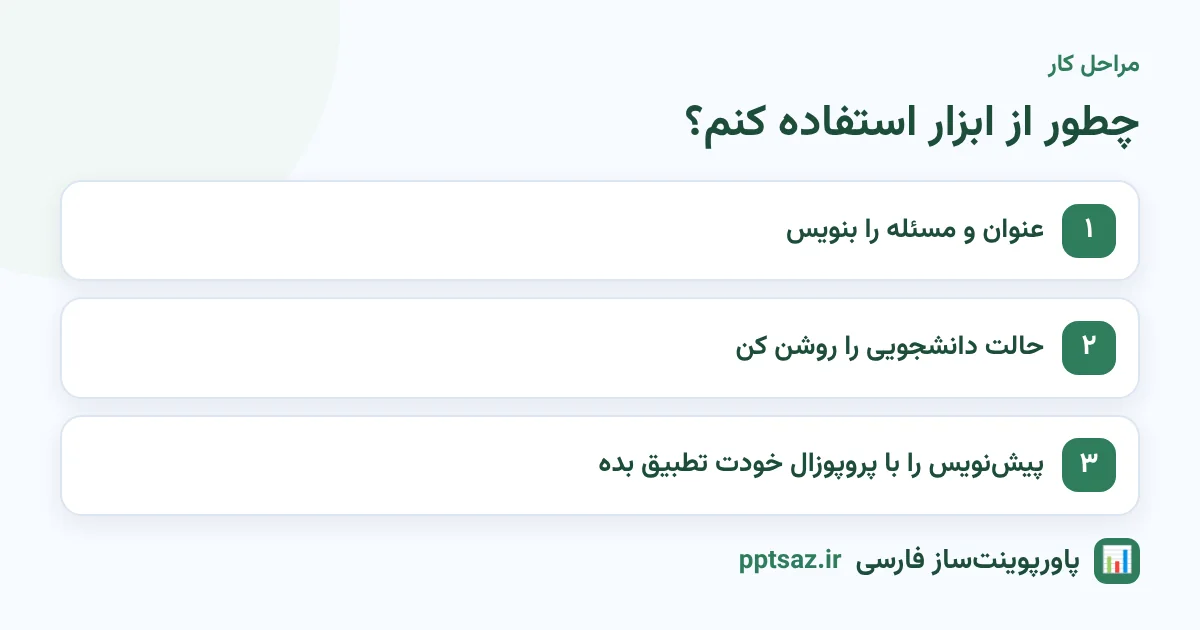 مراحل کار
چطور از ابزار استفاده کنم؟
۱ عنوان و مسئله را بنویس
۲ حالت دانشجویی را روشن کن
۳ پیش‌نویس را با پروپوزال خودت تطبیق بده
پاورپوینت‌ساز فارسی pptsaz.ir